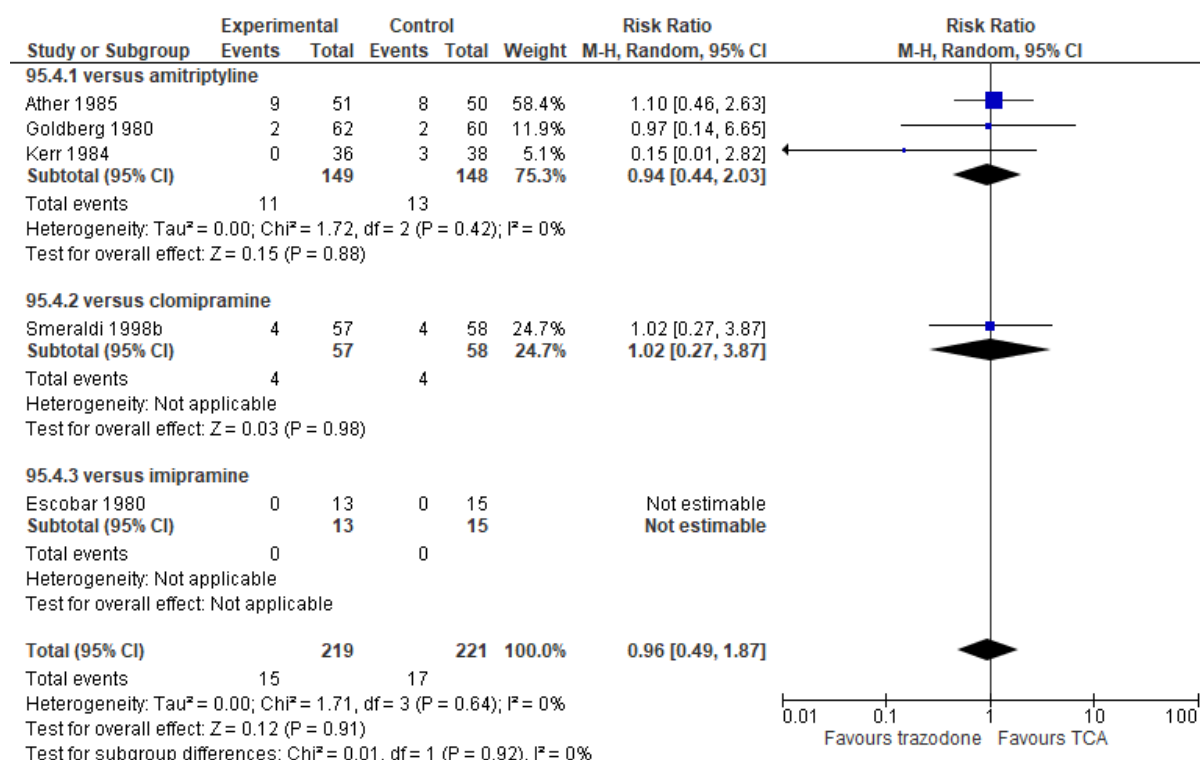 Experimental Control Risk Ratio Risk Ratio
Study or Subgroup Events Total Events Total Weight M-H, Random, 95% CI M-H, Random, 95% CI
95.4.1 versus amitriptyline
Ather 1985 9 51 8 50 58.4% 1.10 [0.46, 2.63]
Goldberg 1980 2 62 2 60 11.9% 0.97 [0.14, 6.65]
Kerr 1984 0 36 3 38 5.1% 0.15 [0.01, 2.82]
Subtotal (95% CI) 149 148 75.3% 0.94 [0.44, 2.03]
Total events 11 13
Heterogeneity: Tau² = 0.00; Chi² = 1.72, df = 2 (P = 0.42); I² = 0%
Test for overall effect: Z = 0.15 (P = 0.88)
95.4.2 versus clomipramine
Smeraldi 1998b 4 57 4 58 24.7% 1.02 [0.27, 3.87]
Subtotal (95% CI) 57 58 24.7% 1.02 [0.27, 3.87]
Total events 4 4
Heterogeneity: Not applicable
Test for overall effect: Z = 0.03 (P = 0.98)
95.4.3 versus imipramine
Escobar 1980 0 13 0 15 Not estimable
Subtotal (95% CI) 13 15 Not estimable
Total events 0 0
Heterogeneity: Not applicable
Test for overall effect: Not applicable
Total (95% CI) 219 221 100.0% 0.96 [0.49, 1.87]
Total events 15 17
Heterogeneity: Tau² = 0.00; Chi² = 1.71, df = 3 (P = 0.64); I² = 0%
Test for overall effect: Z = 0.12 (P = 0.91)
Test for subgroup differences: Chi² = 0.01, df = 1 (P = 0.92), I² = 0%
0.01 0.1 1 10 100
Favours trazodone Favours TCA